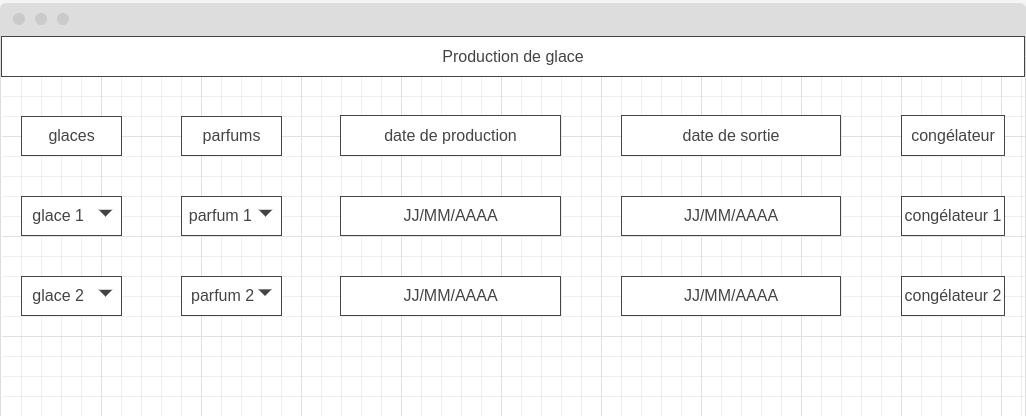 Production de glace
glaces parfums date de production date de sortie congélateur
glace 1 parfum 1 JJ/MM/AAAA JJ/MM/AAAA congélateur 1
glace 2 parfum 2 JJ/MM/AAAA JJ/MM/AAAA congélateur 2